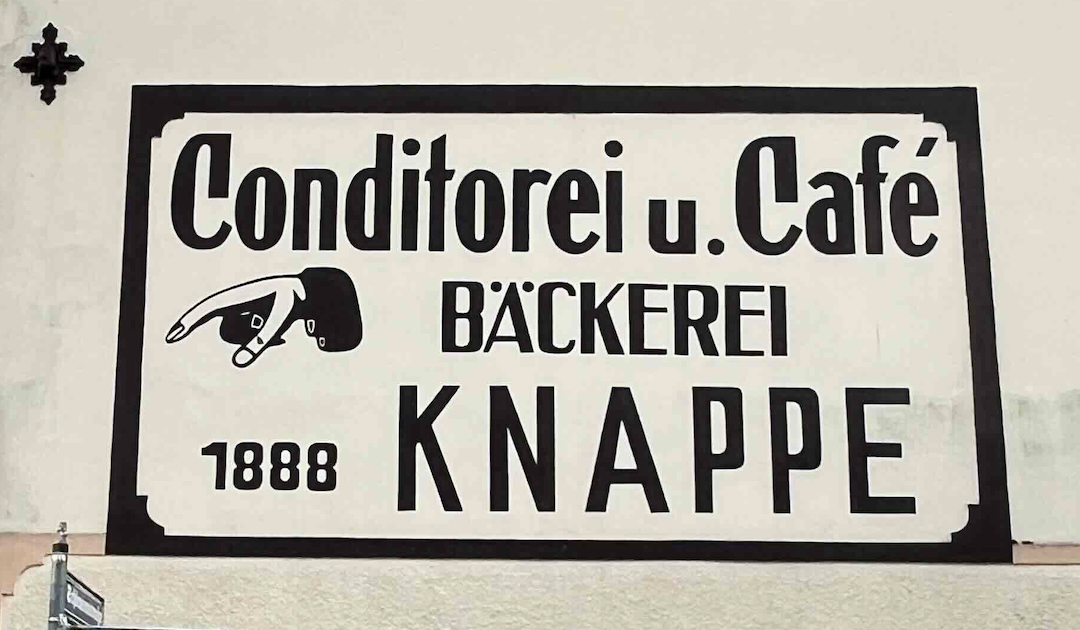 Conditorei u. Café
BÄCKEREI
KNAPPE
1888